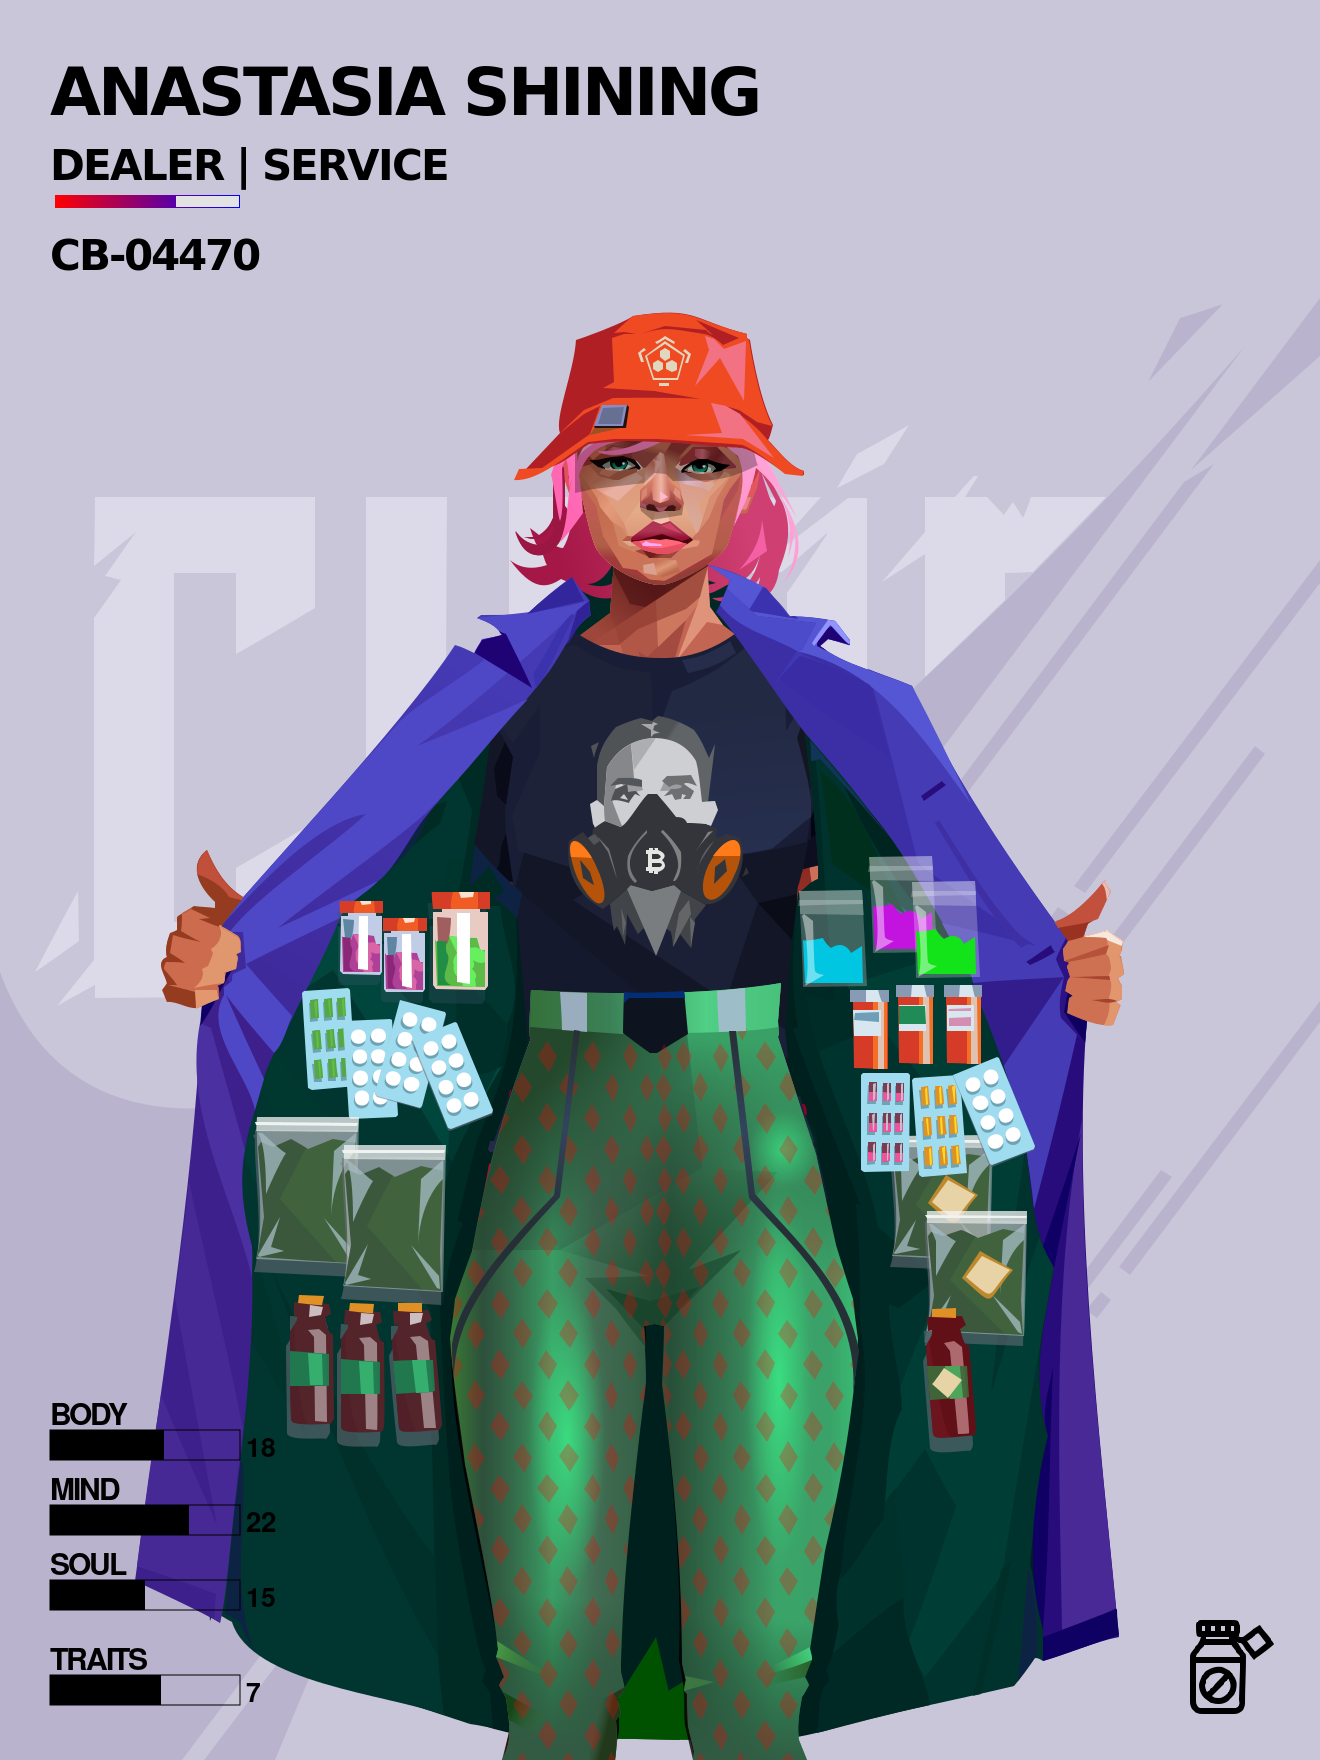 ANASTASIA SHINING
DEALER | SERVICE
CB-04470
BODY
18
MIND
22
SOUL
15
TRAITS
7